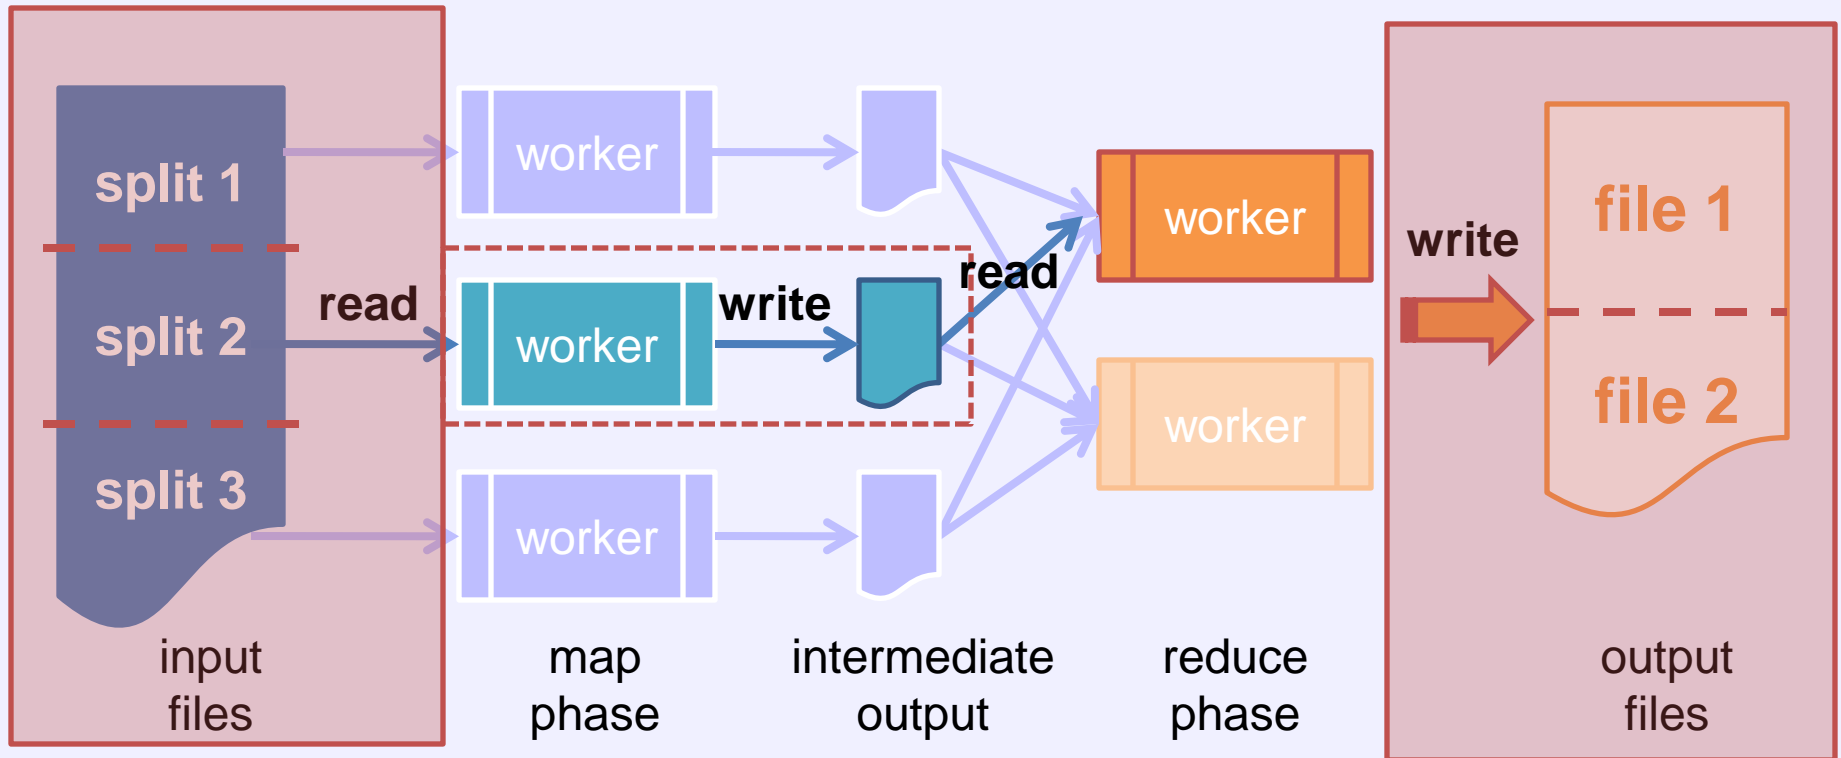 split 1
split 2
split 3
read
input
files
worker
worker
worker
map
phase
write
intermediate
output
read
worker
worker
reduce
phase
write
file 1
file 2
output
files